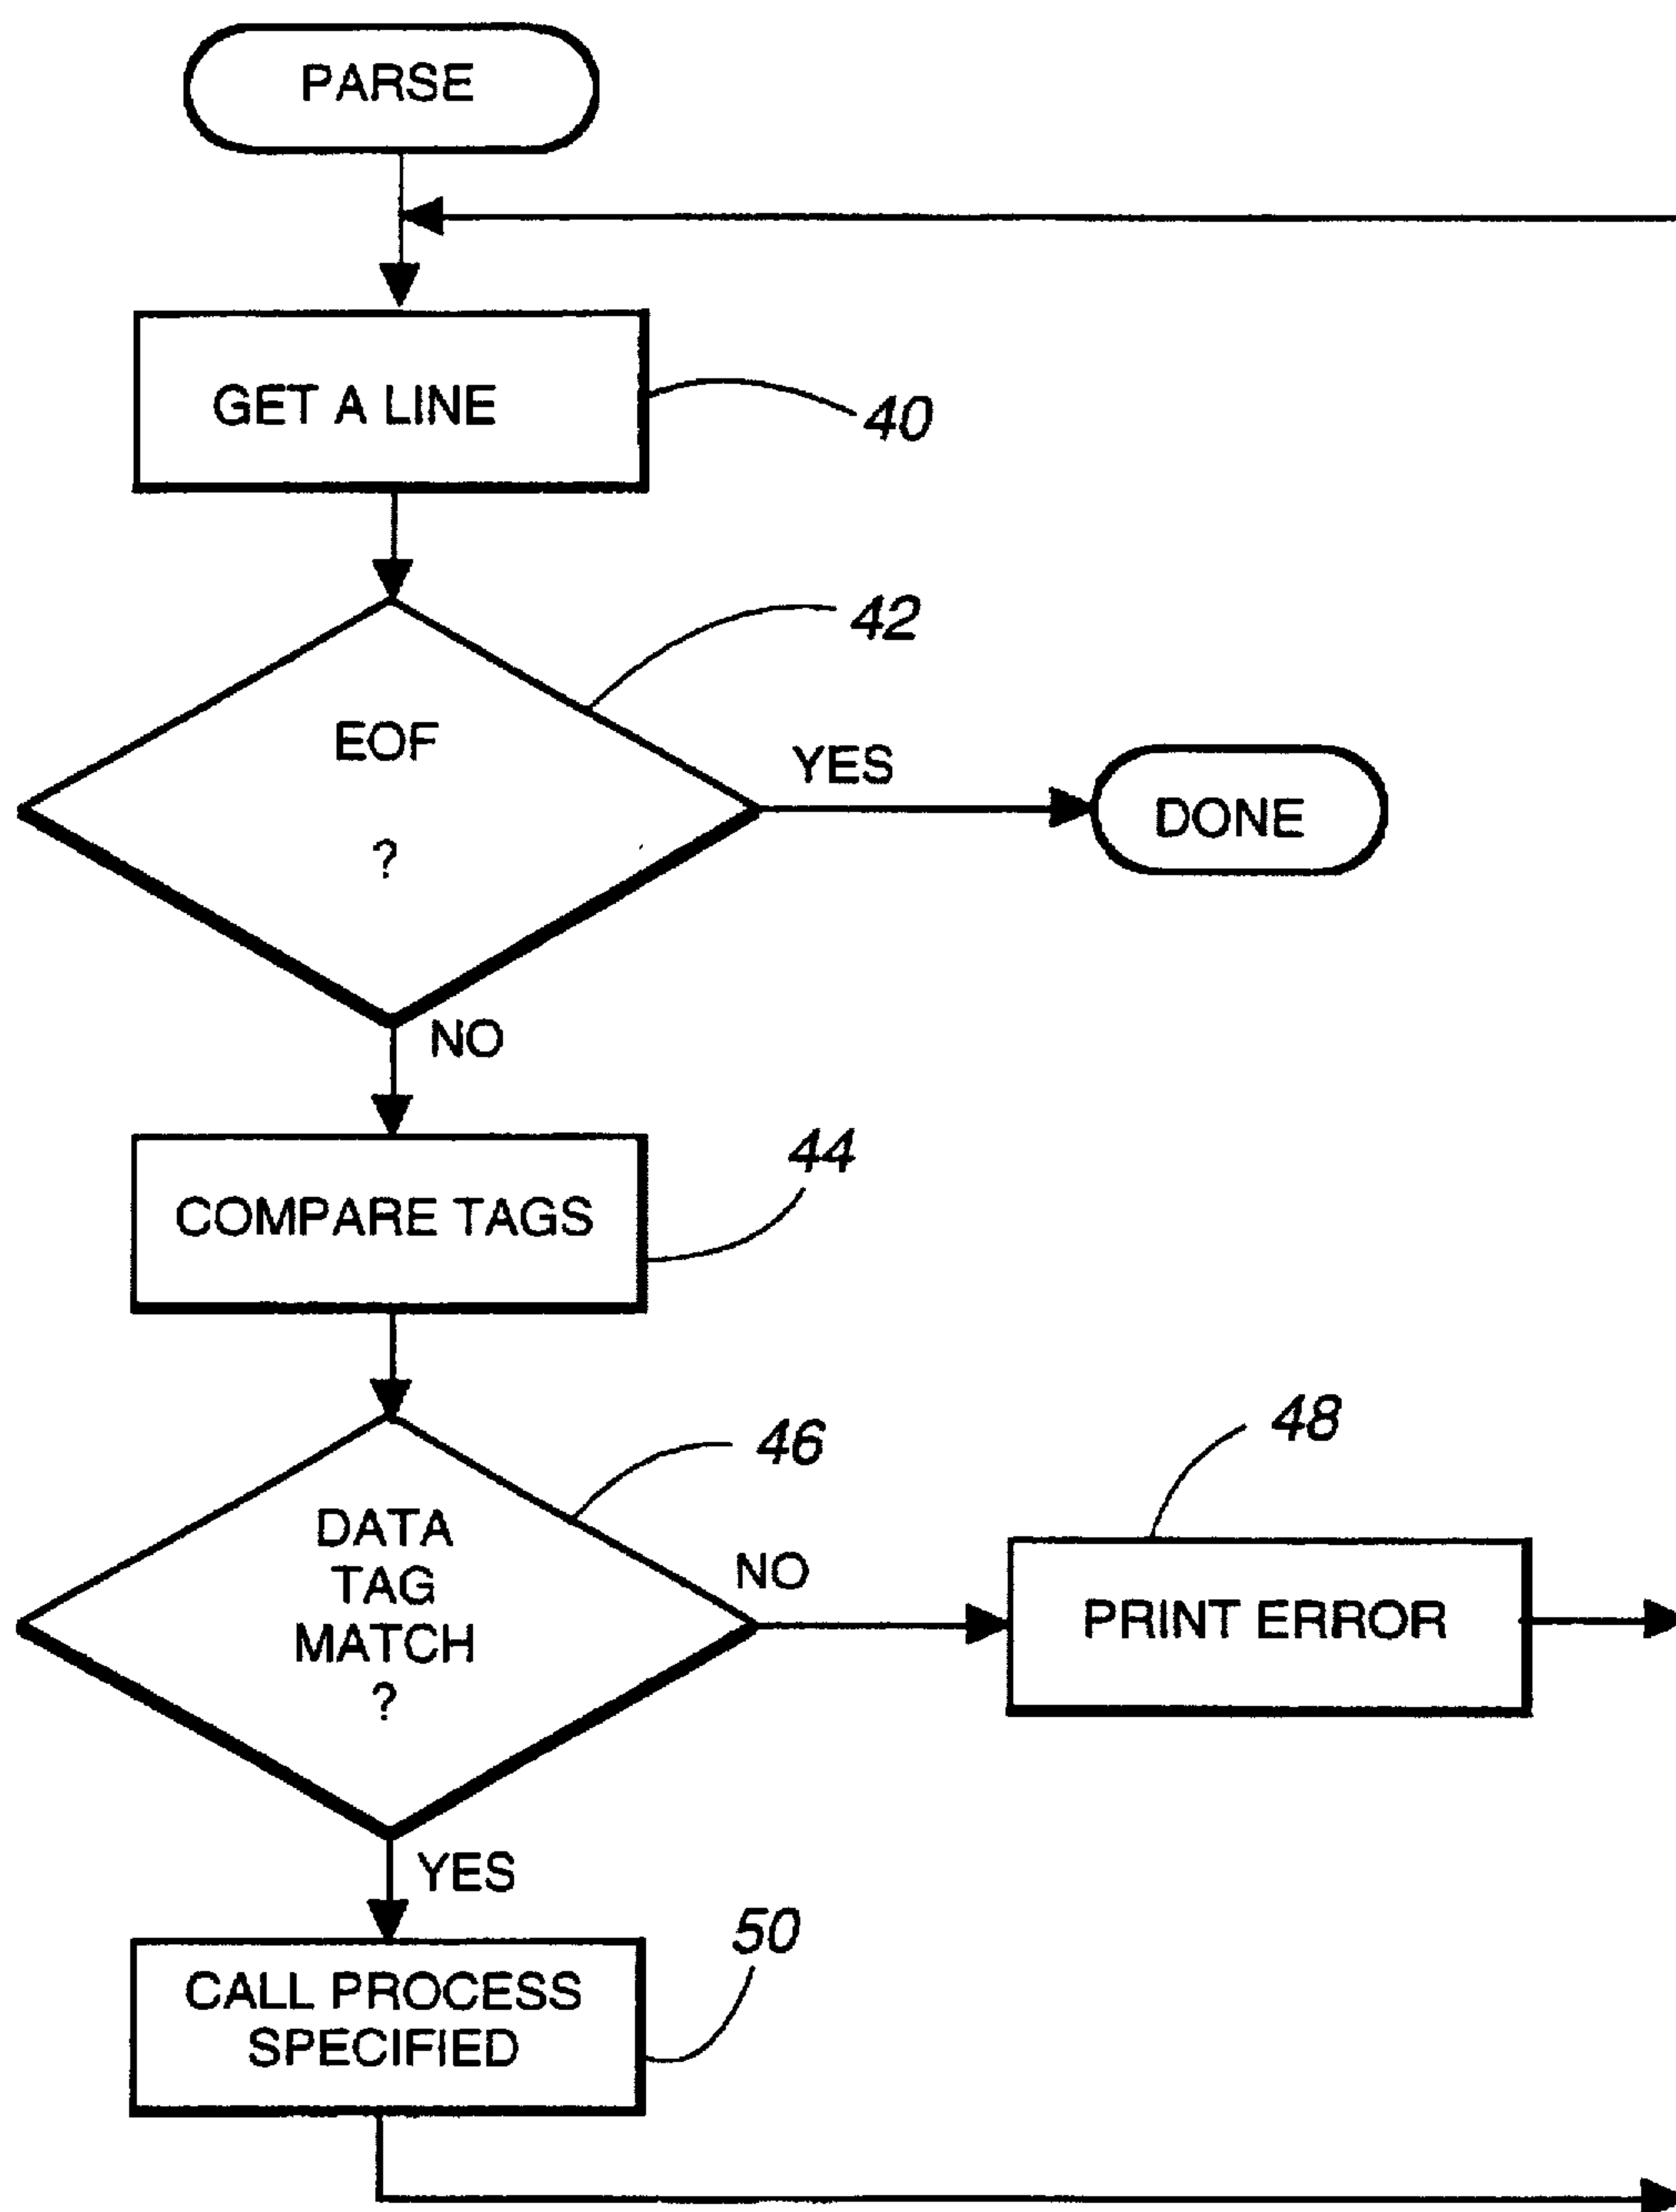 PARSE
GET A LINE
40
42
EOF
?
YES
DONE
NO
COMPARE TAGS
44
46
DATA
TAG
MATCH
?
NO
48
PRINT ERROR
YES
CALL PROCESS
SPECIFIED
50